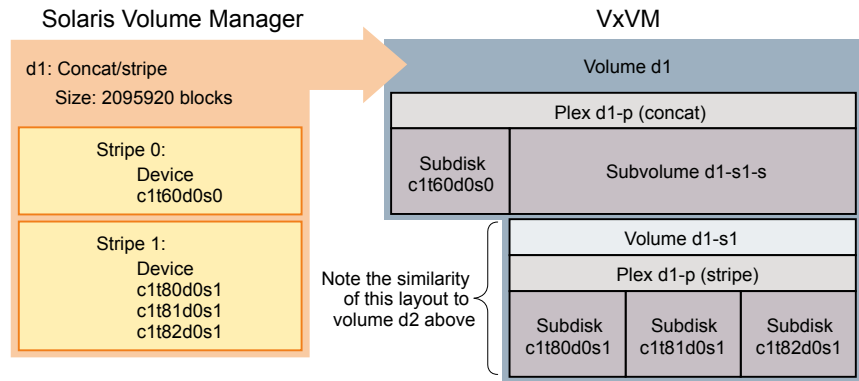 Solaris Volume Manager
VxVM
d1: Concat/stripe
Size: 2095920 blocks
Stripe 0:
Device
c1t60d0s0
Stripe 1:
Device
c1t80d0s1
c1t81d0s1
c1t82d0s1
Volume d1
Plex d1-p (concat)
Subdisk
c1t60d0s0
Subvolume d1-s1-s
Note the similarity
of this layout to
volume d2 above
Volume d1-s1
Plex d1-p (stripe)
Subdisk
c1t80d0s1
Subdisk
c1t81d0s1
Subdisk
c1t82d0s1